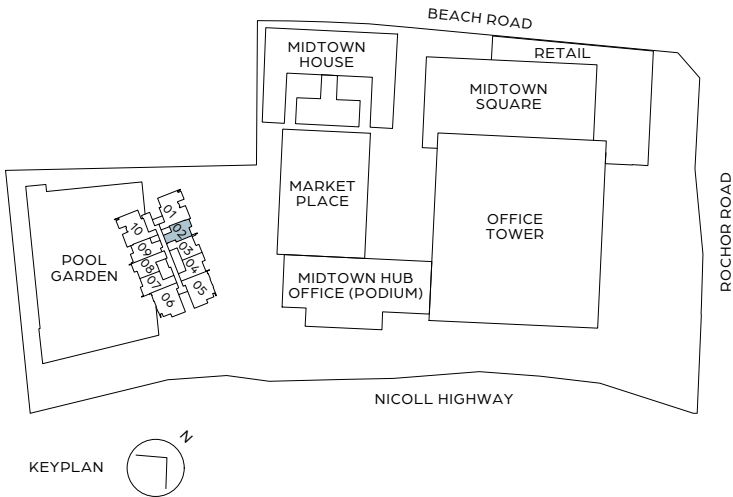 BEACH ROAD
MIDTOWN
HOUSE
RETAIL
MIDTOWN
SQUARE
MARKET
PLACE
OFFICE
TOWER
ROCHOR ROAD
01
02
03
04
05
10
09
08
07
06
POOL
GARDEN
MIDTOWN HUB
OFFICE (PODIUM)
NICOLL HIGHWAY
KEYPLAN
N